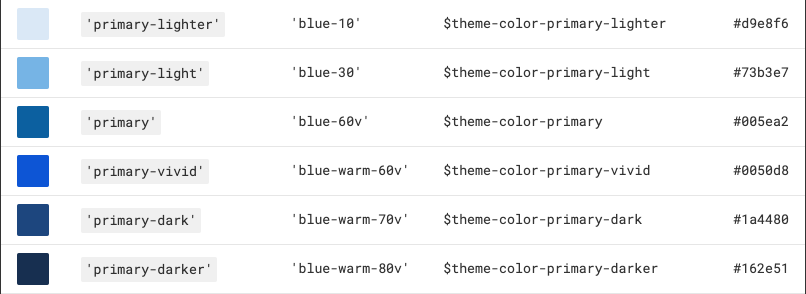 'primary-lighter' 'blue-10' $theme-color-primary-lighter #d9e8f6
'primary-light' 'blue-30' $theme-color-primary-light #73b3e7
'primary' 'blue-60v' $theme-color-primary #005ea2
'primary-vivid' 'blue-warm-60v' $theme-color-primary-vivid #0050d8
'primary-dark' 'blue-warm-70v' $theme-color-primary-dark #1a4480
'primary-darker' 'blue-warm-80v' $theme-color-primary-darker #162e51